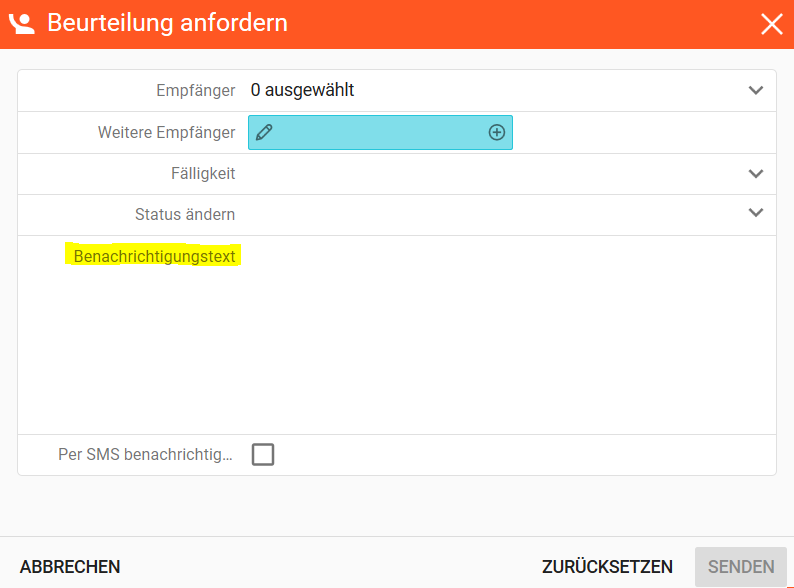 Beurteilung anfordern
Empfänger 0 ausgewählt
Weitere Empfänger
Fälligkeit
Status ändern
Benachrichtigungstext
Per SMS benachrichtig...
ABBRECHEN ZURÜCKSETZEN SENDEN